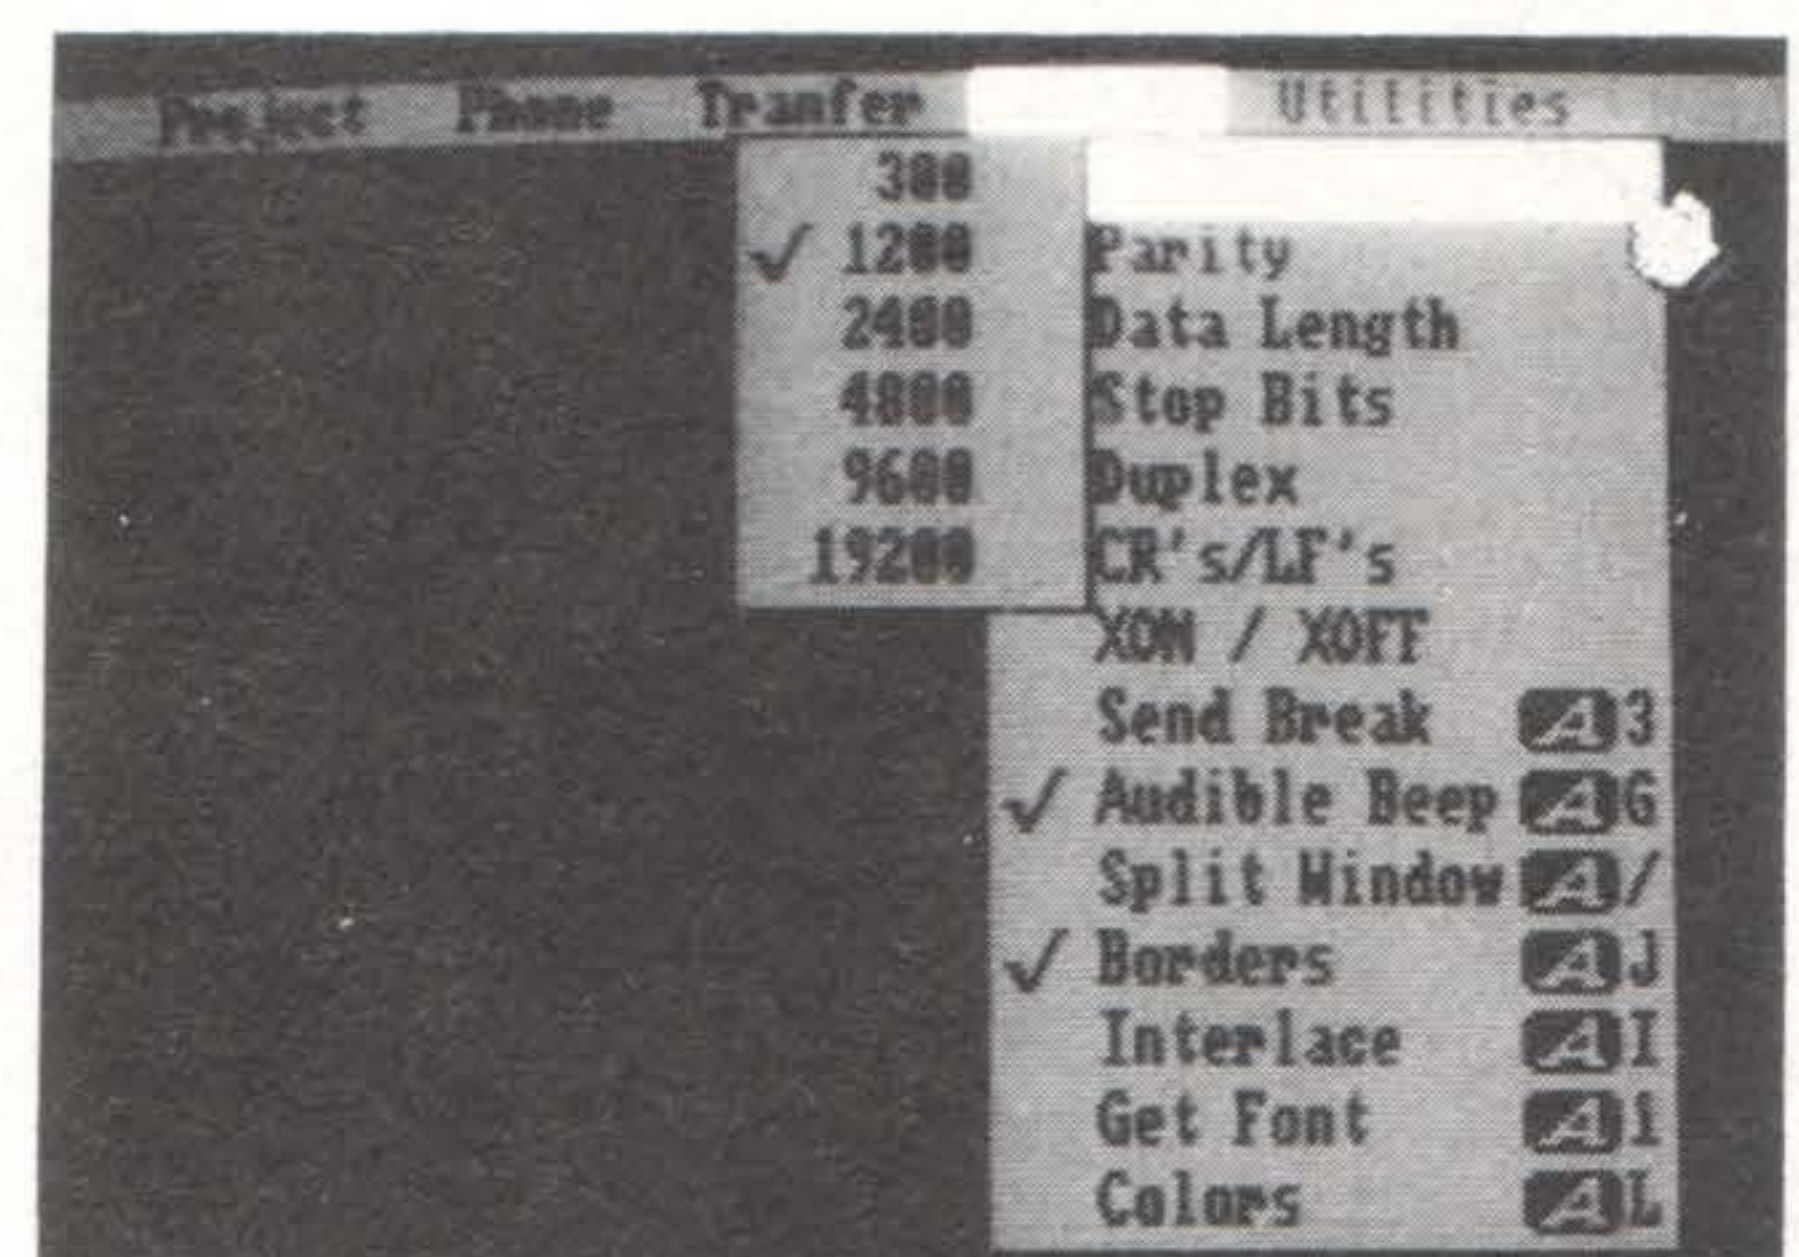 Project Phone Tranfer Utilities
300
✓ 1200
2400
4800
9600
19200
Parity
Data Length
Stop Bits
Duplex
CR's/LF's
XON / XOFF
Send Break A 3
✓ Audible Beep A G
Split Window A /
✓ Borders A J
Interlace A I
Get Font A i
Colors A L